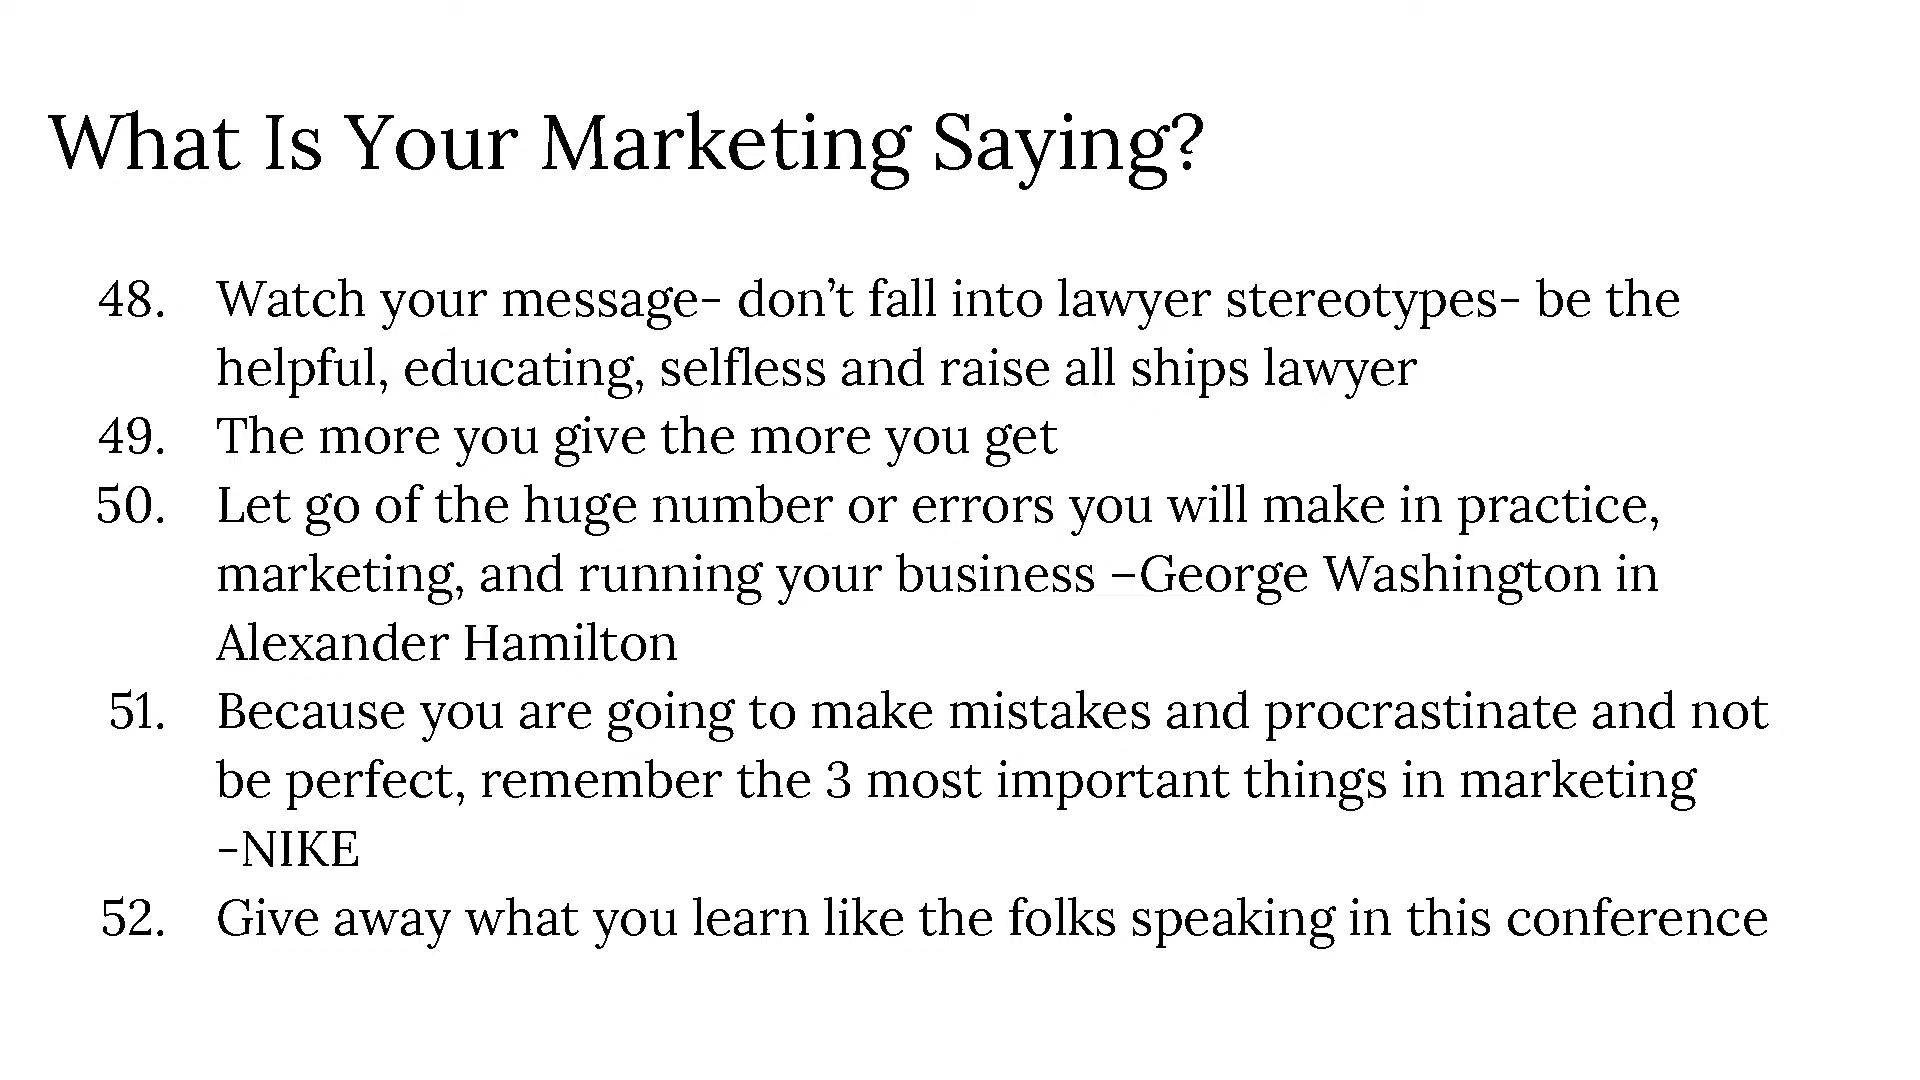 What Is Your Marketing Saying?
48. Watch your message- don’t fall into lawyer stereotypes- be the
helpful, educating, selfless and raise all ships lawyer
49. The more you give the more you get
50. Let go of the huge number or errors you will make in practice,
marketing, and running your business –George Washington in
Alexander Hamilton
51. Because you are going to make mistakes and procrastinate and not
be perfect, remember the 3 most important things in marketing
-NIKE
52. Give away what you learn like the folks speaking in this conference